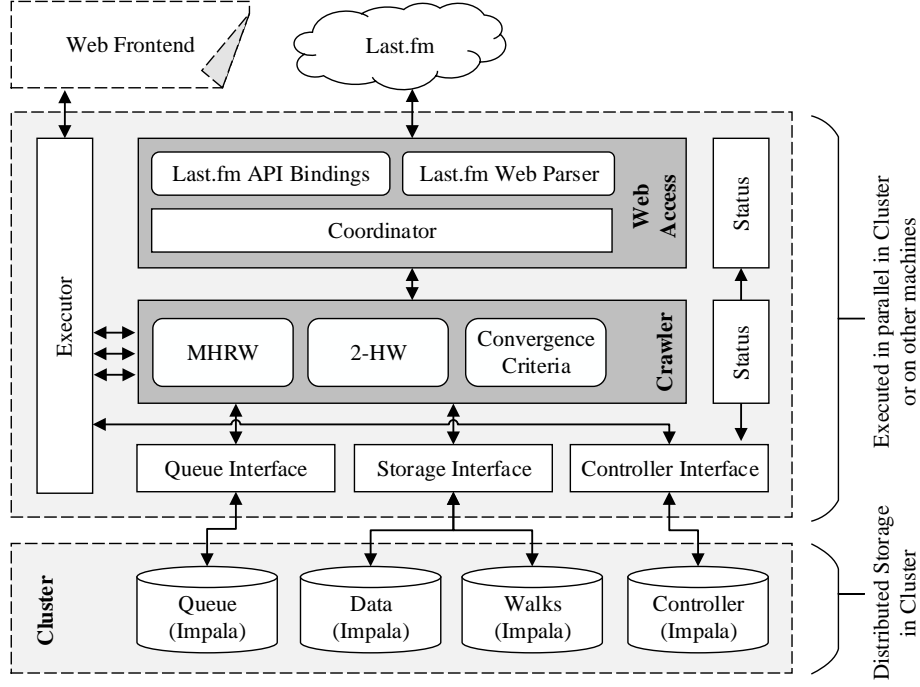 Web Frontend
Last.fm
Executor
Last.fm API Bindings
Last.fm Web Parser
Coordinator
Web
Access
Status
MHRW
2-HW
Convergence
Criteria
Crawler
Status
Executed in parallel in Cluster
or on other machines
Queue Interface
Storage Interface
Controller Interface
Cluster
Queue
(Impala)
Data
(Impala)
Walks
(Impala)
Controller
(Impala)
Distributed Storage
in Cluster